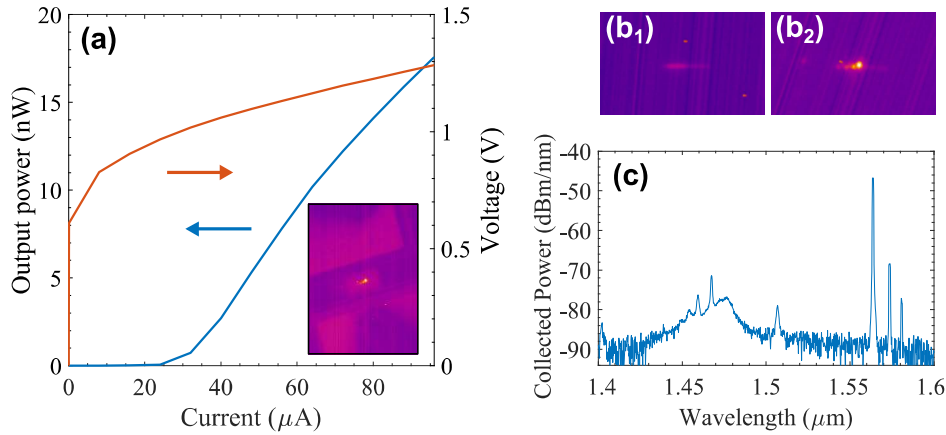 (a)
20
15
10
5
0
Output power (nW)
1.5
1
0.5
0
Voltage (V)
0 20 40 60 80
Current (μA)
(b₁)
(b₂)
(c)
-40
-50
-60
-70
-80
-90
Collected Power (dBm/nm)
1.4 1.45 1.5 1.55 1.6
Wavelength (μm)